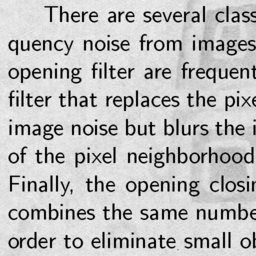 There are several class
quency noise from images
opening filter are frequent
filter that replaces the pixe
image noise but blurs the i
of the pixel neighborhood
Finally, the opening closi
combines the same numbe
order to eliminate small ob